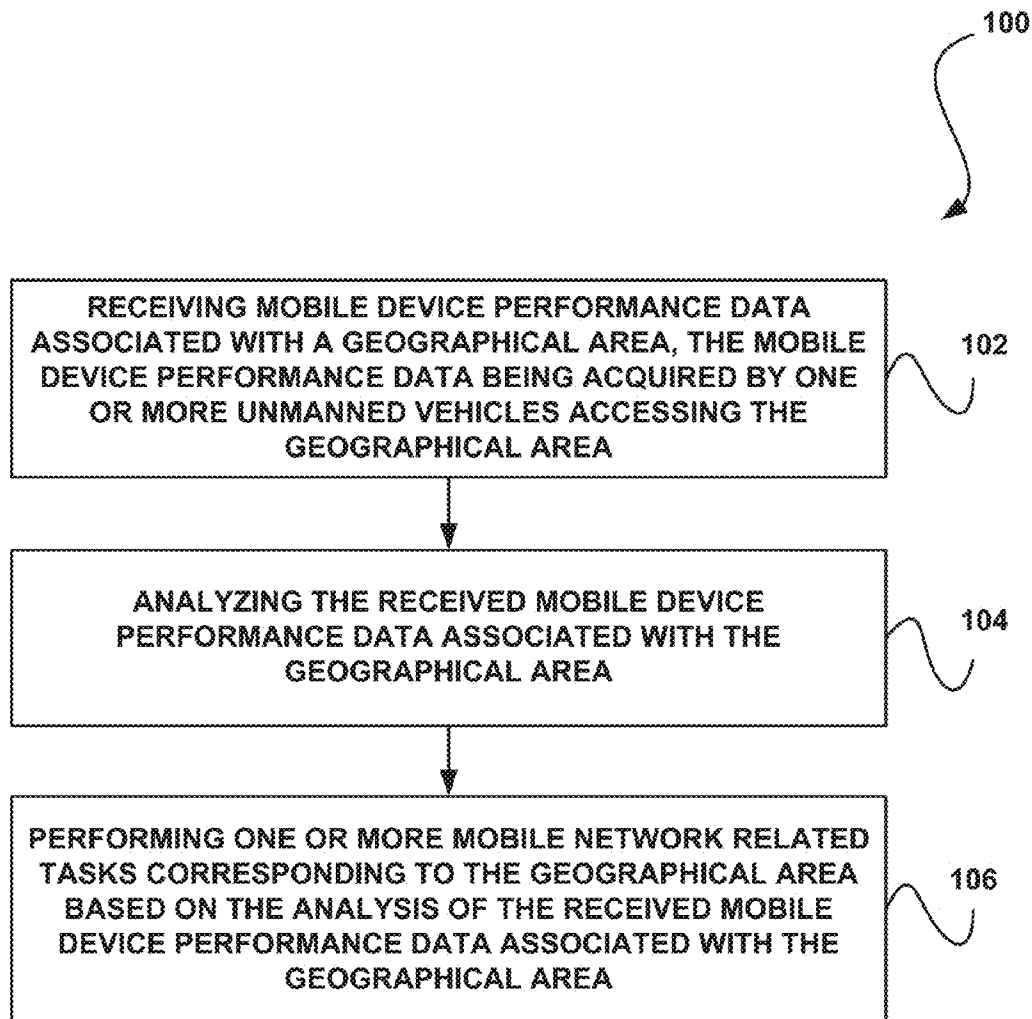 100
RECEIVING MOBILE DEVICE PERFORMANCE DATA
ASSOCIATED WITH A GEOGRAPHICAL AREA, THE MOBILE
DEVICE PERFORMANCE DATA BEING ACQUIRED BY ONE
OR MORE UNMANNED VEHICLES ACCESSING THE
GEOGRAPHICAL AREA
102
ANALYZING THE RECEIVED MOBILE DEVICE
PERFORMANCE DATA ASSOCIATED WITH THE
GEOGRAPHICAL AREA
104
PERFORMING ONE OR MORE MOBILE NETWORK RELATED
TASKS CORRESPONDING TO THE GEOGRAPHICAL AREA
BASED ON THE ANALYSIS OF THE RECEIVED MOBILE
DEVICE PERFORMANCE DATA ASSOCIATED WITH THE
GEOGRAPHICAL AREA
106